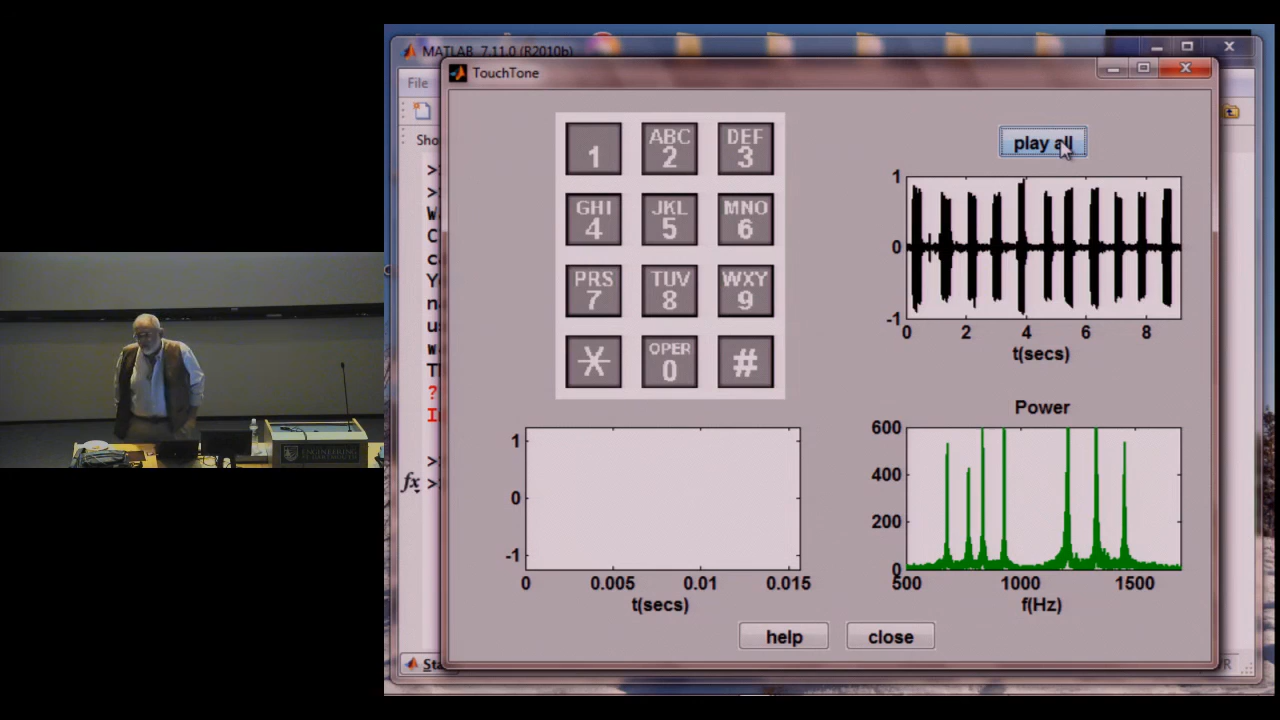 MATLAB 7.11.0 (R2010b)
TouchTone
File
Sho
1
ABC
2
DEF
3
GHI
4
JKL
5
MNO
6
PRS
7
TUV
8
WXY
9
*
OPER
0
#
play all
1
0
-1
0 2 4 6 8
t(secs)
1
0
-1
0 0.005 0.01 0.015
t(secs)
Power
600
400
200
0
500 1000 1500
f(Hz)
help
close
fx